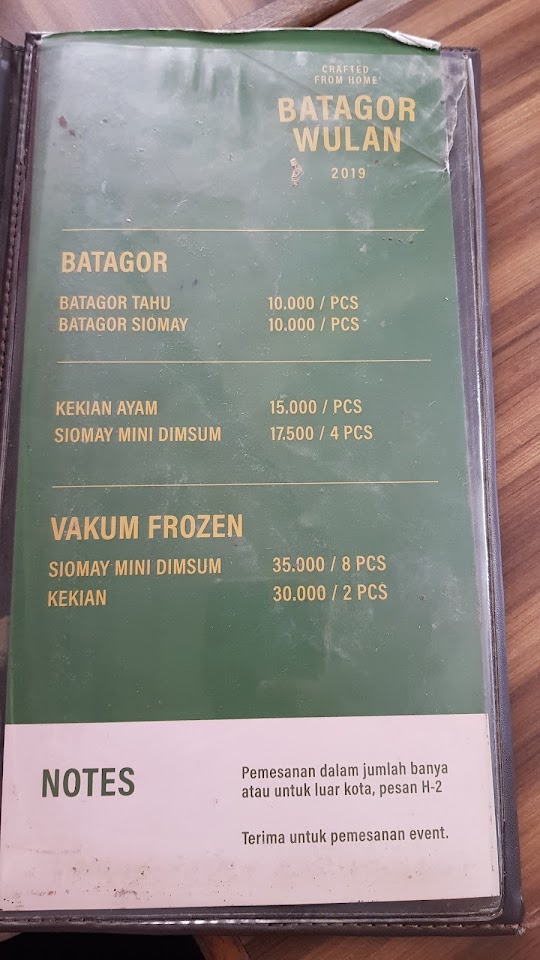 CRAFTED
FROM HOME
BATAGOR
WULAN
2019
BATAGOR
BATAGOR TAHU 10.000 / PCS
BATAGOR SIOMAY 10.000 / PCS
KEKIAN AYAM 15.000 / PCS
SIOMAY MINI DIMSUM 17.500 / 4 PCS
VAKUM FROZEN
SIOMAY MINI DIMSUM 35.000 / 8 PCS
KEKIAN 30.000 / 2 PCS
NOTES
Pemesanan dalam jumlah banya
atau untuk luar kota, pesan H-2
Terima untuk pemesanan event.